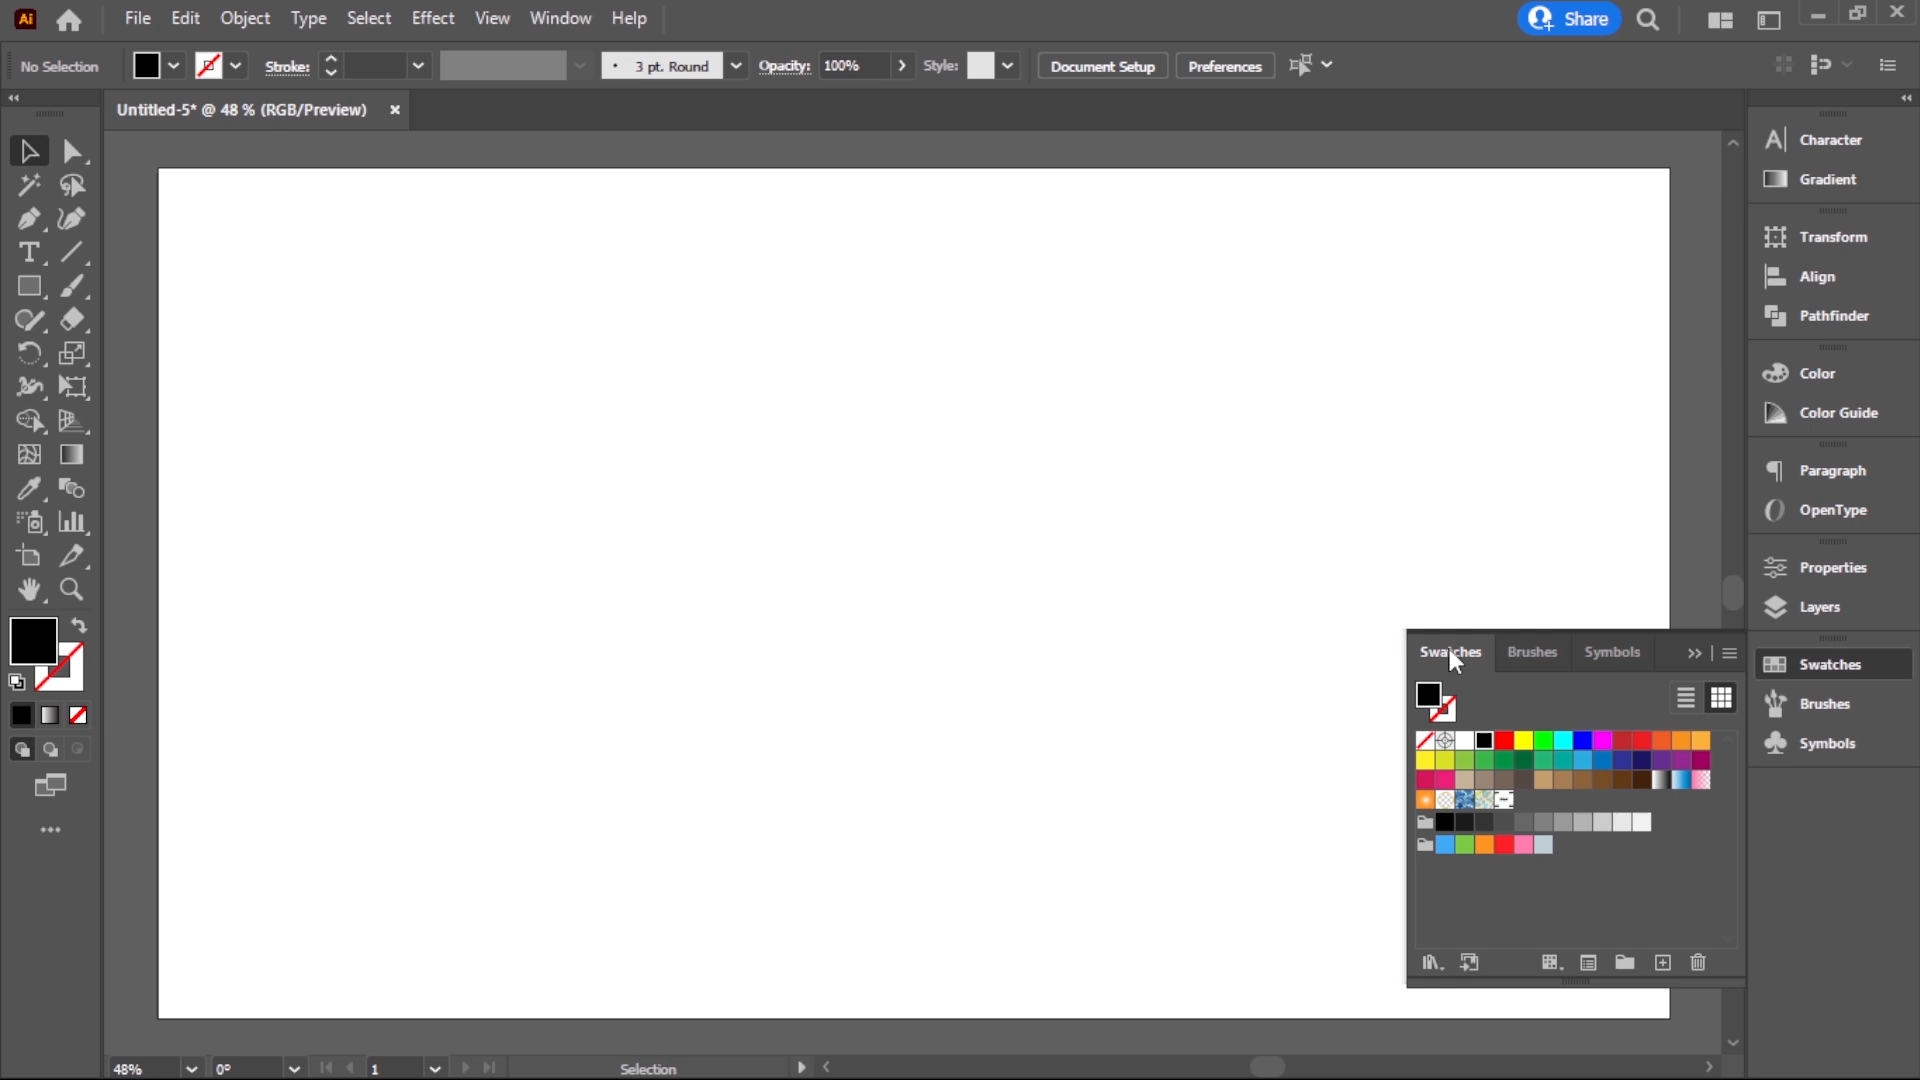 Ai File Edit Object Type Select Effect View Window Help Share
No Selection Stroke: 3 pt. Round Opacity: 100% Style: Document Setup Preferences
Untitled-5* @ 48 % (RGB/Preview)
Character
Gradient
Transform
Align
Pathfinder
Color
Color Guide
Paragraph
OpenType
Properties
Layers
Swatches
Brushes
Symbols
Swatches Brushes Symbols
48% 0° 1 Selection